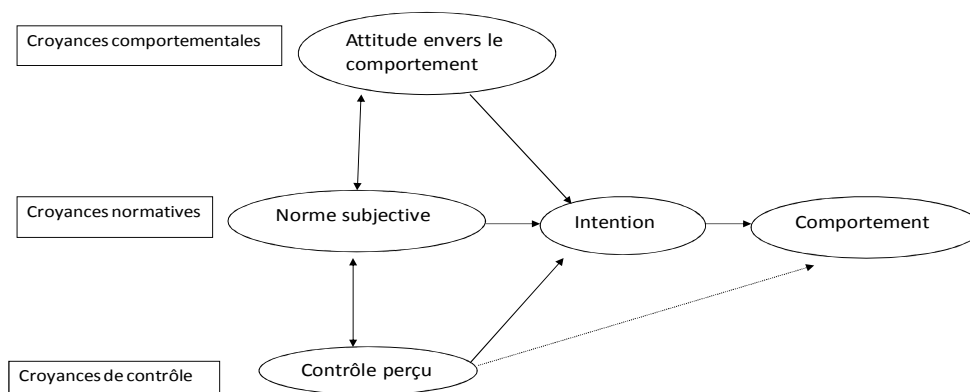 Croyances comportementales
Attitude envers le
comportement
Croyances normatives
Norme subjective
Intention
Comportement
Croyances de contrôle
Contrôle perçu